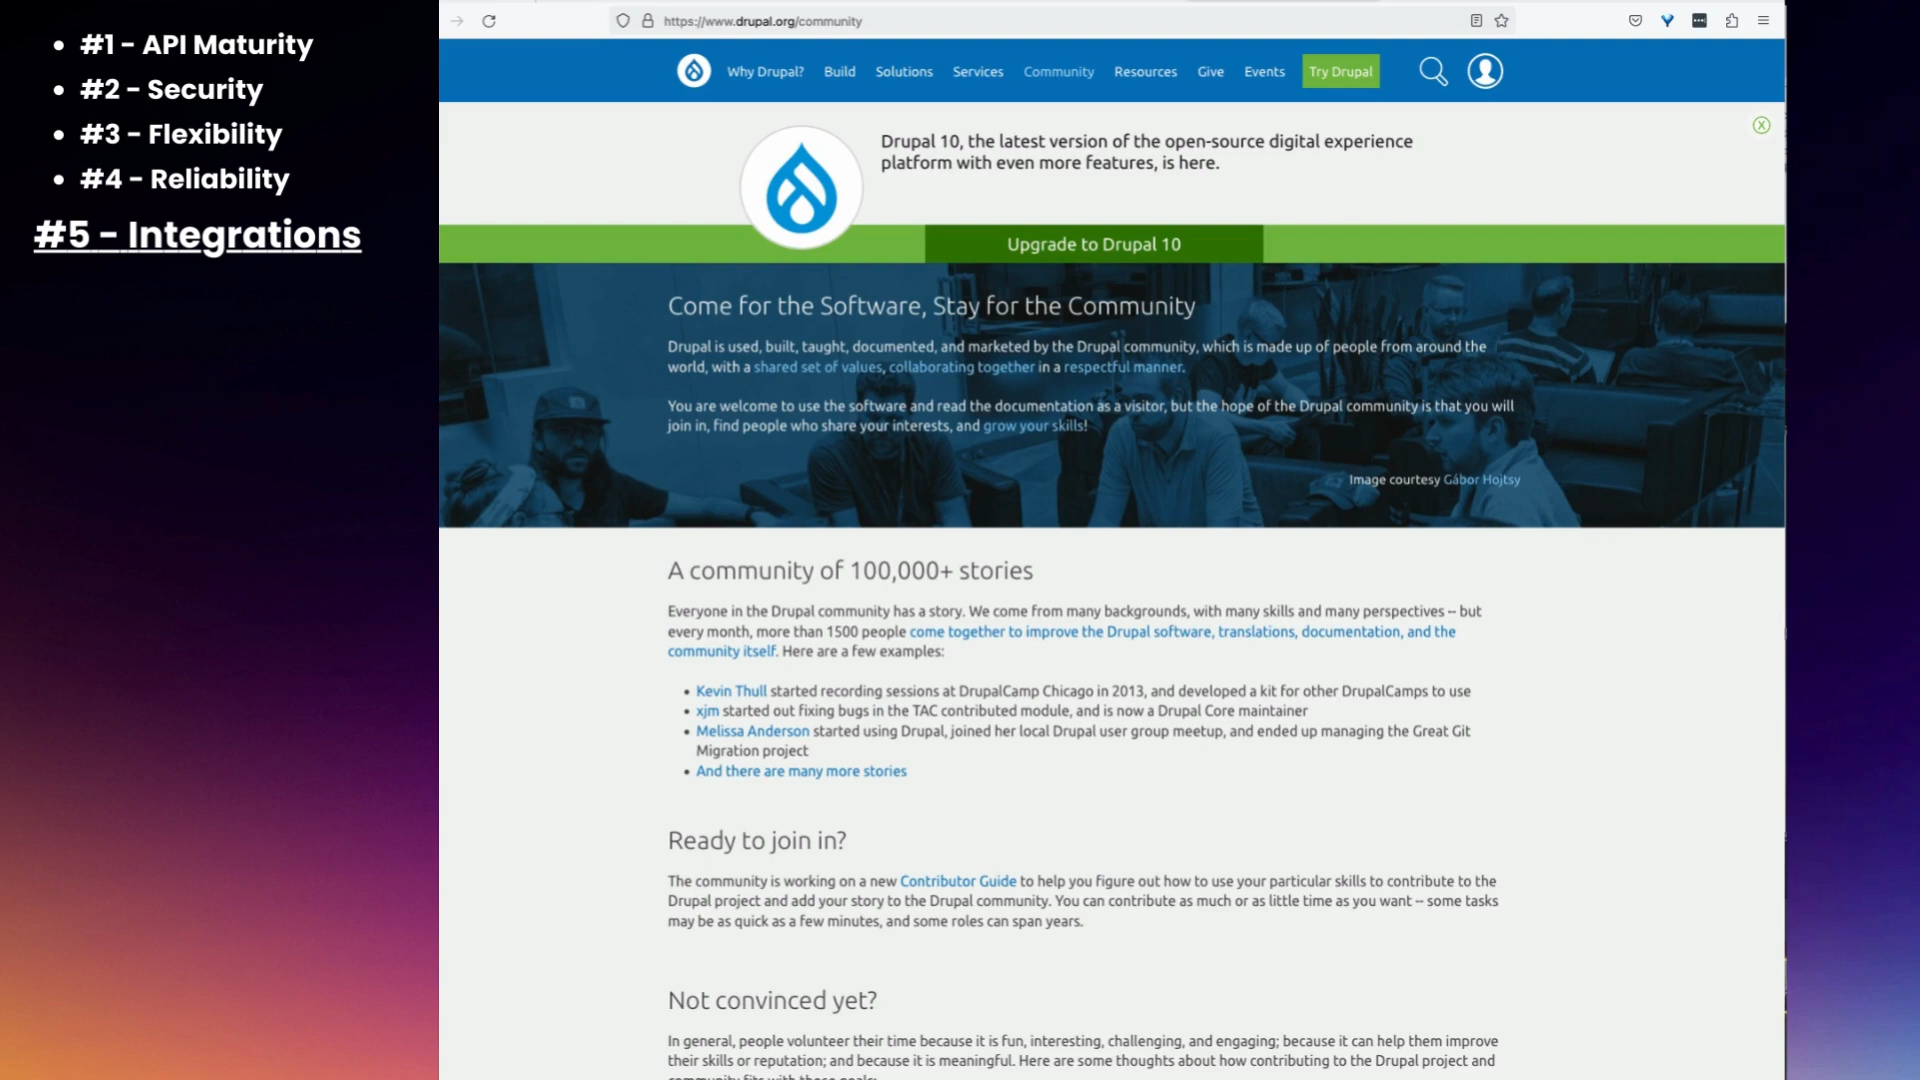 #1 - API Maturity
#2 - Security
#3 - Flexibility
#4 - Reliability
#5 - Integrations
https://www.drupal.org/community
Why Drupal? Build Solutions Services Community Resources Give Events Try Drupal
Drupal 10, the latest version of the open-source digital experience
platform with even more features, is here.
Upgrade to Drupal 10
Come for the Software, Stay for the Community
Drupal is used, built, taught, documented, and marketed by the Drupal community, which is made up of people from around the
world, with a shared set of values, collaborating together in a respectful manner.
You are welcome to use the software and read the documentation as a visitor, but the hope of the Drupal community is that you will
join in, find people who share your interests, and grow your skills!
Image courtesy Gábor Hojtsy
A community of 100,000+ stories
Everyone in the Drupal community has a story. We come from many backgrounds, with many skills and many perspectives -- but
every month, more than 1500 people come together to improve the Drupal software, translations, documentation, and the
community itself. Here are a few examples:
• Kevin Thull started recording sessions at DrupalCamp Chicago in 2013, and developed a kit for other DrupalCamps to use
• xjm started out fixing bugs in the TAC contributed module, and is now a Drupal Core maintainer
• Melissa Anderson started using Drupal, joined her local Drupal user group meetup, and ended up managing the Great Git
Migration project
• And there are many more stories
Ready to join in?
The community is working on a new Contributor Guide to help you figure out how to use your particular skills to contribute to the
Drupal project and add your story to the Drupal community. You can contribute as much or as little time as you want -- some tasks
may be as quick as a few minutes, and some roles can span years.
Not convinced yet?
In general, people volunteer their time because it is fun, interesting, challenging, and engaging; because it can help them improve
their skills or reputation; and because it is meaningful. Here are some thoughts about how contributing to the Drupal project and